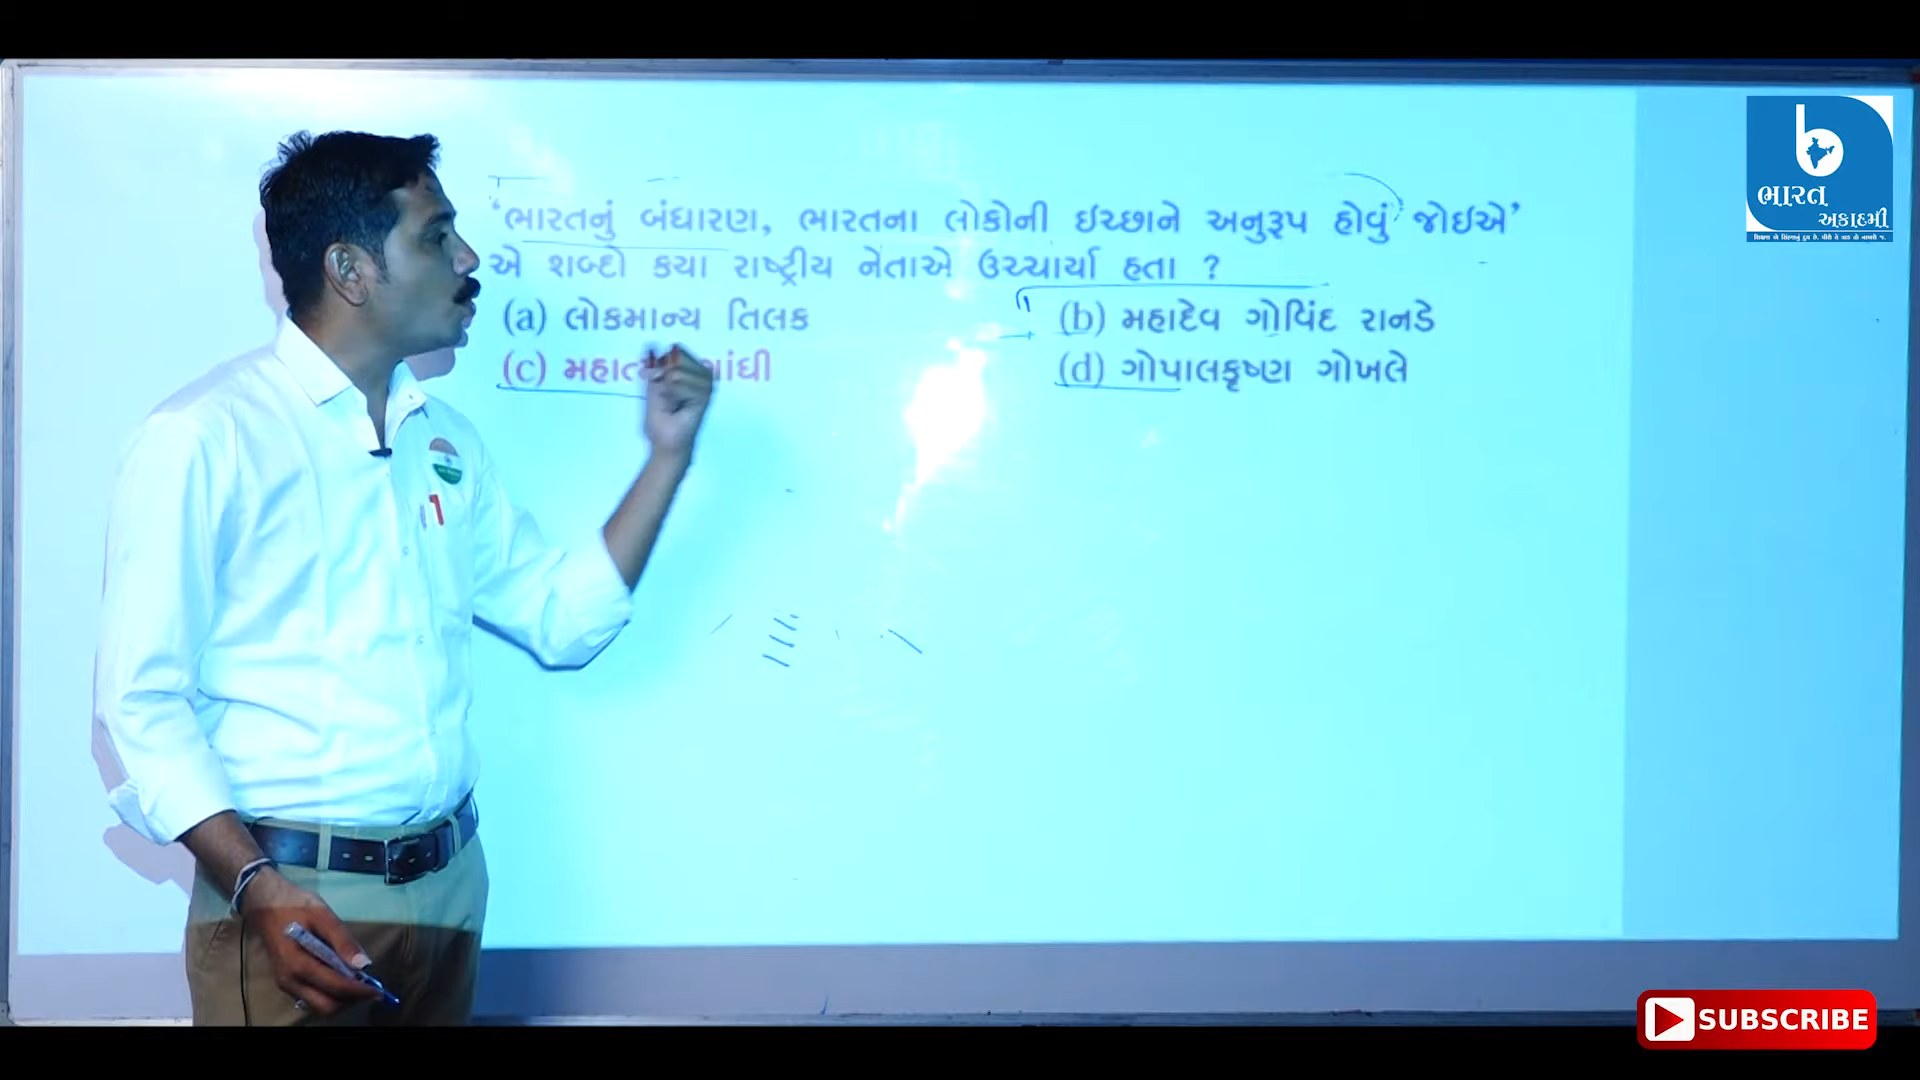 'ભારતનું બંધારણ, ભારતના લોકોની ઇચ્છાને અનુરૂપ હોવું જોઇએ'
એ શબ્દો કયા રાષ્ટ્રીય નેતાએ ઉચ્ચાર્યા હતા ?
(a) લોકમાન્ય તિલક
(b) મહાદેવ ગોવિંદ રાનડે
(c) ગાંધી
(d) ગોપાલકૃષ્ણ ગોખલે
ભારત
અકાદમી
SUBSCRIBE